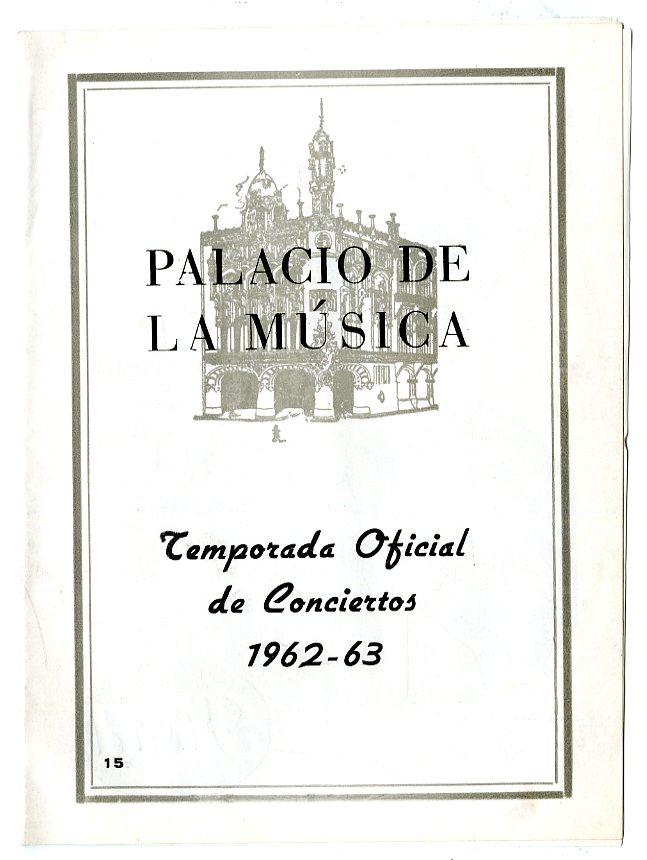 PALACIO DE
LA MÚSICA
Temporada Oficial
de Conciertos
1962-63
15